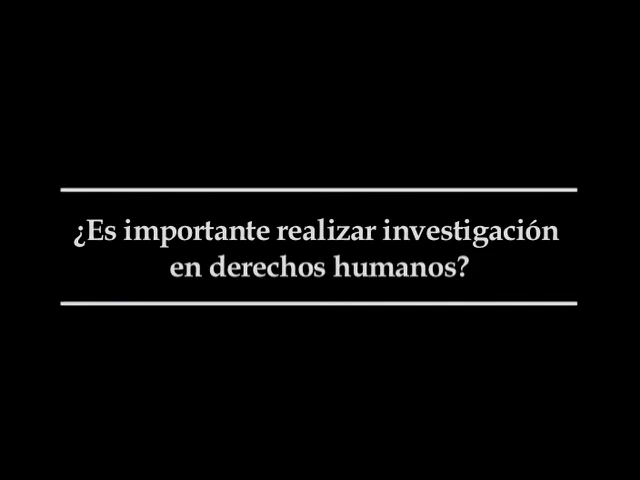 ¿Es importante realizar investigación
en derechos humanos?